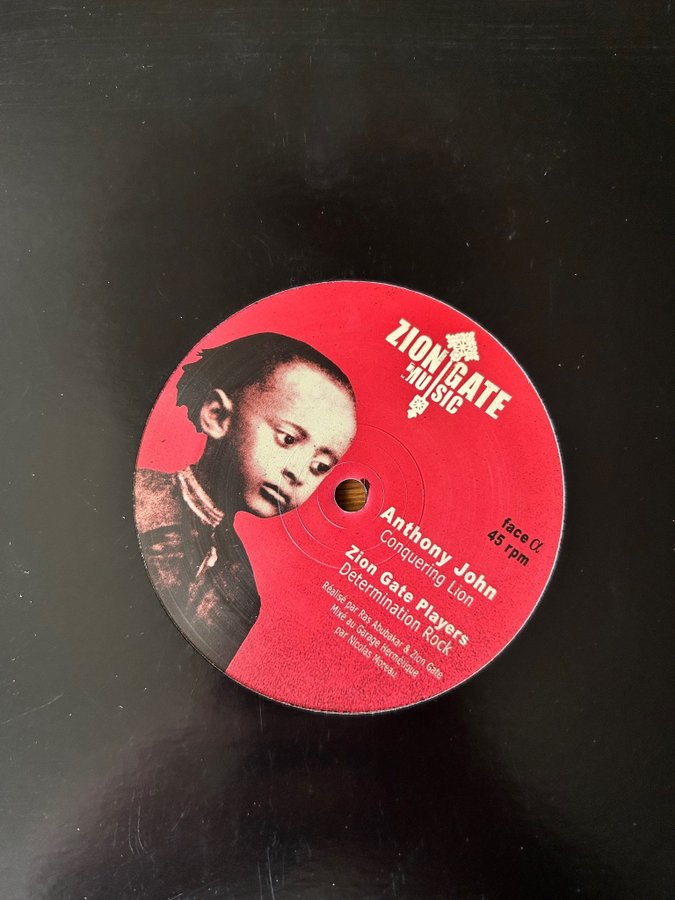 ZION GATE
MUSIC
face α
45 rpm
Anthony John
Conquering Lion
Zion Gate Players
Determination Rock
Réalisé par Ras Abubakar & Zion Gate
Mixé au Garage Hermétique
par Nicolas Moreau